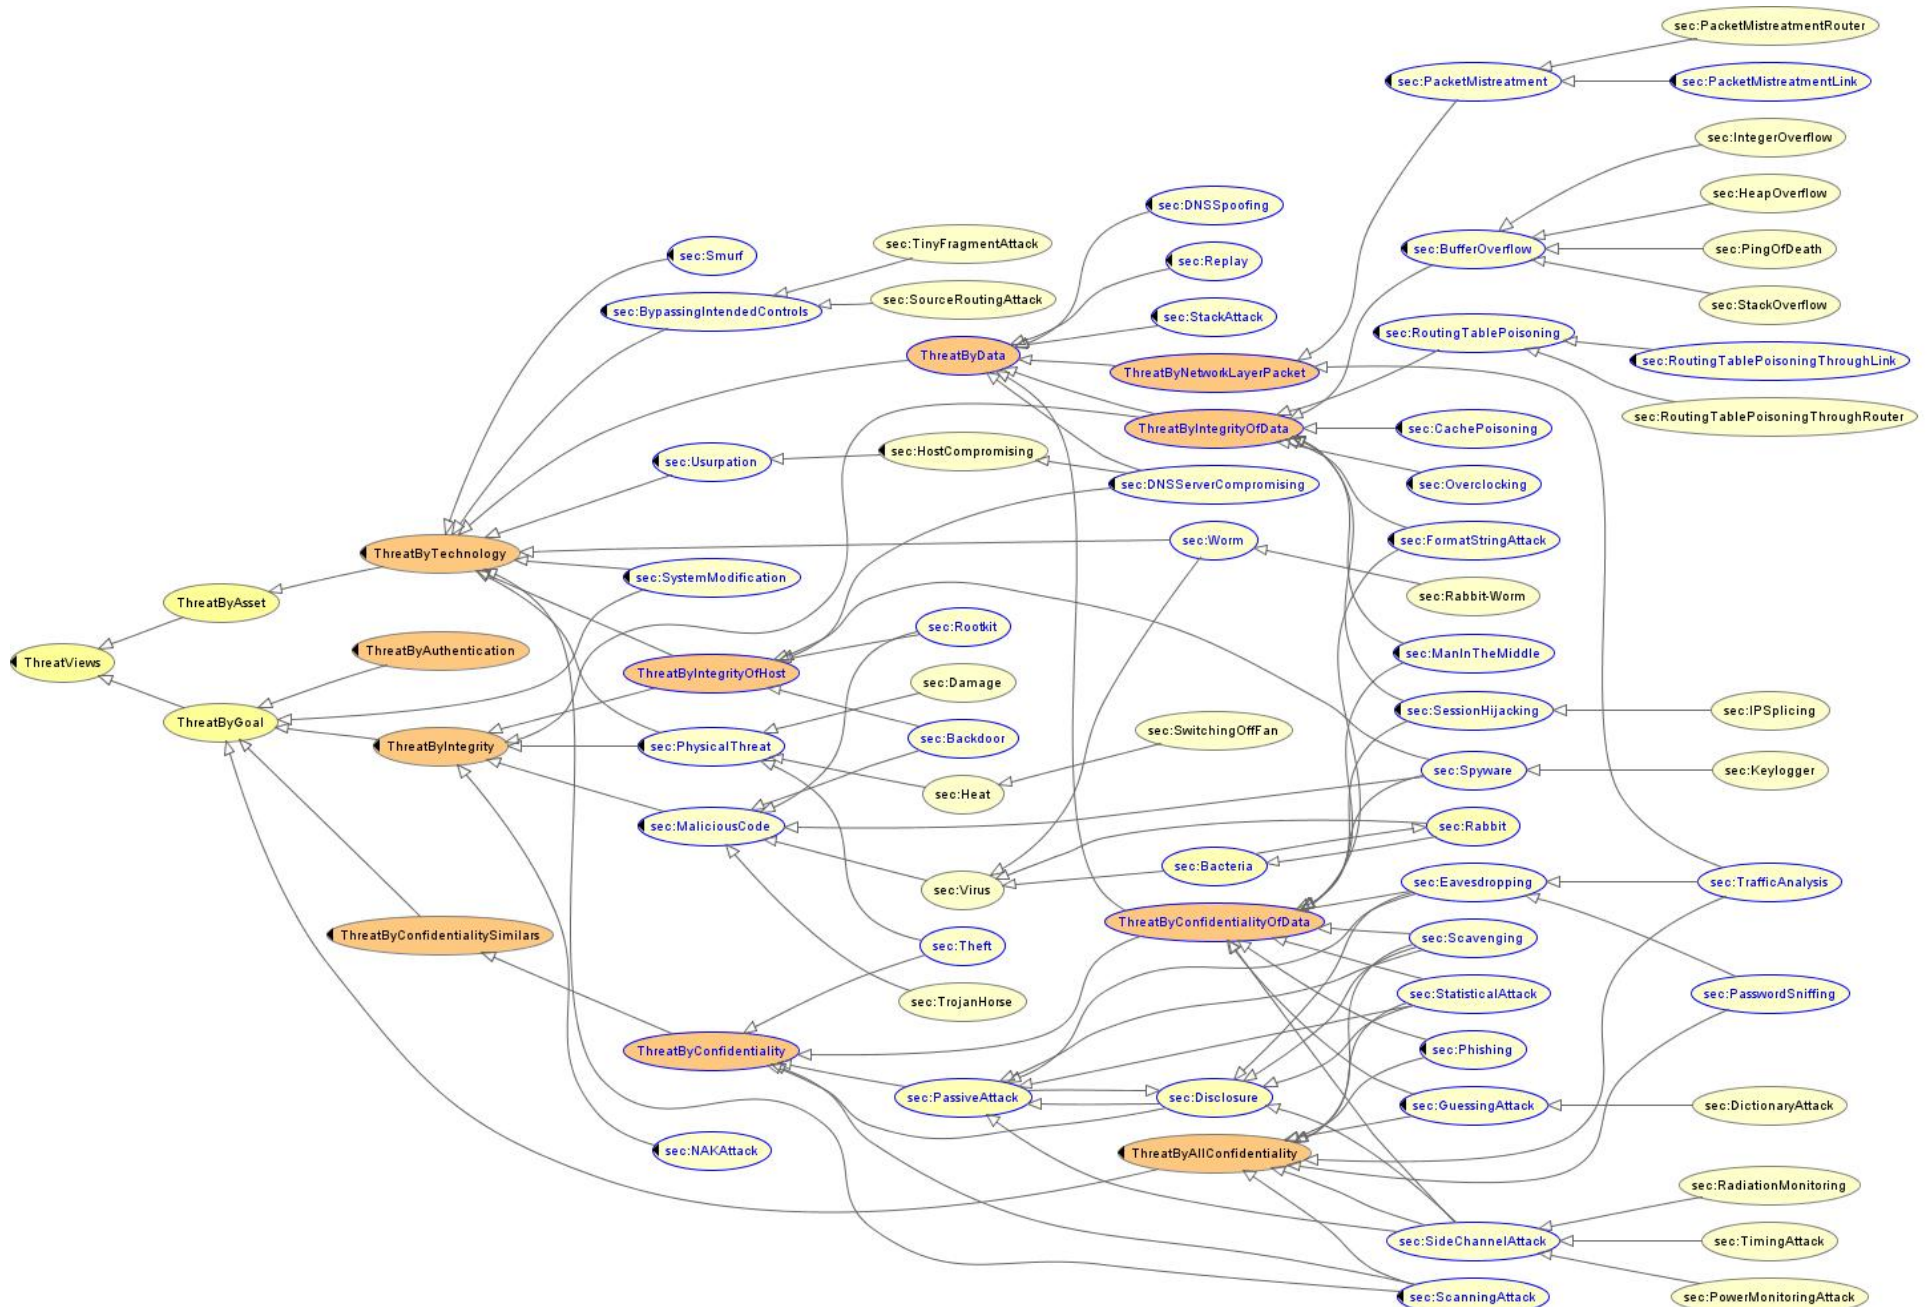 sec:PacketMistreatmentRouter
sec:PacketMistreatment
sec:PacketMistreatmentLink
sec:IntegerOverflow
sec:HeapOverflow
sec:DNSSpoofing
sec:TinyFragmentAttack
sec:BufferOverflow
sec:PingOfDeath
sec:Smurf
sec:Replay
sec:SourceRoutingAttack
sec:StackOverflow
sec:BypassingIntendedControls
sec:StackAttack
sec:RoutingTablePoisoning
ThreatByData
sec:RoutingTablePoisoningThroughLink
ThreatByNetworkLayerPacket
sec:RoutingTablePoisoningThroughRouter
ThreatByIntegrityOfData
sec:CachePoisoning
sec:HostCompromising
sec:Usurpation
sec:DNSServerCompromising
sec:Overclocking
sec:Worm
sec:FormatStringAttack
ThreatByTechnology
sec:SystemModification
sec:Rabbit-Worm
ThreatByAsset
sec:Rootkit
ThreatByAuthentication
sec:ManInTheMiddle
ThreatViews
ThreatByIntegrityOfHost
sec:Damage
sec:SessionHijacking
sec:IPSplicing
ThreatByGoal
sec:SwitchingOffFan
sec:Backdoor
ThreatByIntegrity
sec:PhysicalThreat
sec:Spyware
sec:Keylogger
sec:Heat
sec:MaliciousCode
sec:Rabbit
sec:Bacteria
sec:Virus
sec:Eavesdropping
sec:TrafficAnalysis
ThreatByConfidentialityOfData
ThreatByConfidentialitySimilars
sec:Scavenging
sec:Theft
sec:TrojanHorse
sec:StatisticalAttack
sec:PasswordSniffing
ThreatByConfidentiality
sec:Phishing
sec:PassiveAttack
sec:Disclosure
sec:GuessingAttack
sec:DictionaryAttack
sec:NAKAttack
ThreatByAllConfidentiality
sec:RadiationMonitoring
sec:SideChannelAttack
sec:TimingAttack
sec:ScanningAttack
sec:PowerMonitoringAttack